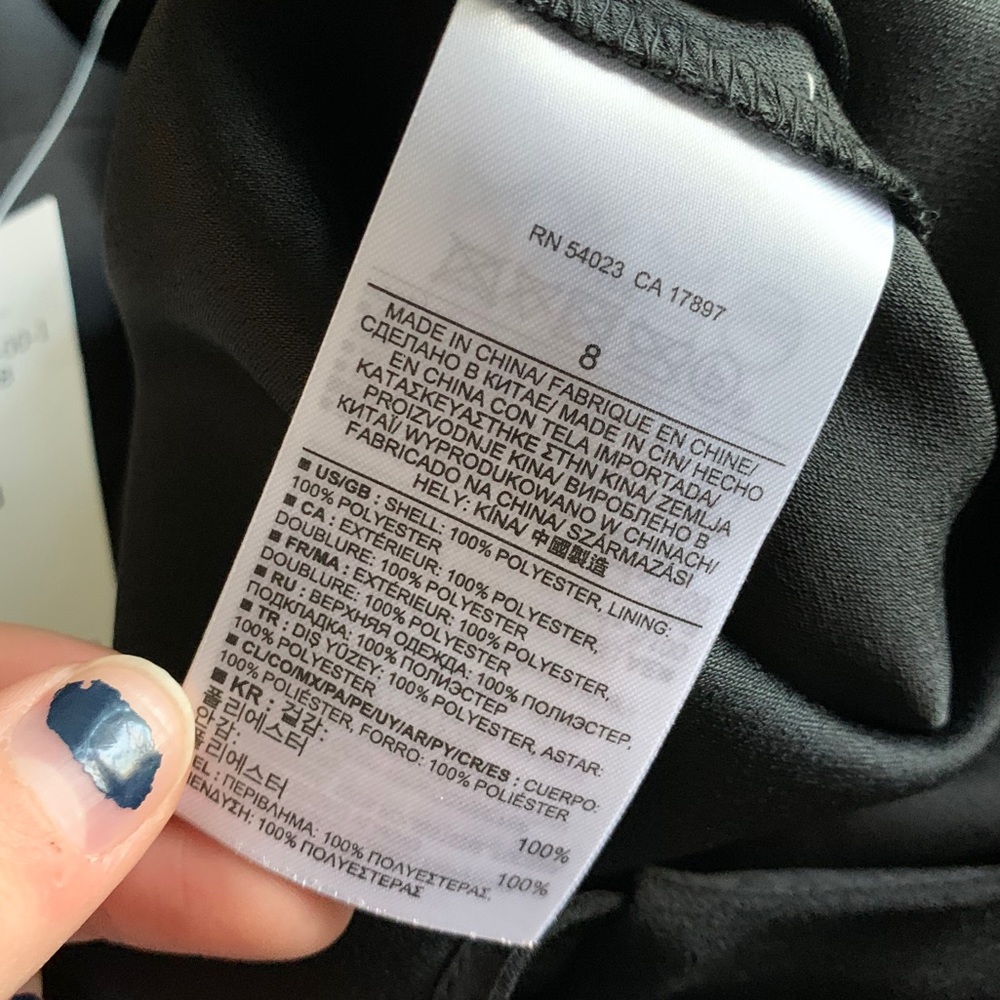 RN 54023 CA 17897
8
MADE IN CHINA/ FABRIQUE EN CHINE/
СДЕЛАНО В КИТАЕ/ MADE IN CIN/ HECHO
EN CHINA CON TELA IMPORTADA/
ΚΑΤΑΣΚΕΥΑΣΤΗΚΕ ΣΤΗΝ ΚΙΝΑ/ ZEMLJA
PROIZVODNJE KINA/ ВИРОБЛЕНО В
КИТАЇ/ WYPRODUKOWANO W CHINACH/
FABRICADO NA CHINA/ SZÁRMAZÁSI
HELY: KÍNA/ 中國製造
■ US/GB : SHELL: 100% POLYESTER, LINING:
100% POLYESTER
■ CA : EXTÉRIEUR: 100% POLYESTER,
DOUBLURE: 100% POLYESTER
■ FR/MA : EXTÉRIEUR: 100% POLYESTER,
DOUBLURE: 100% POLYESTER
■ RU : ВЕРХНЯЯ ОДЕЖДА: 100% ПОЛИЭСТЕР,
ПОДКЛАДКА: 100% ПОЛИЭСТЕР
■ TR : DIŞ YÜZEY: 100% POLYESTER, ASTAR:
100% POLYESTER
■ CL/CO/MX/PA/PE/UY/AR/PY/CR/ES : CUERPO:
100% POLIÉSTER, FORRO: 100% POLIÉSTER
■ KR : 겉감:
폴리에스터 100%
안감:
폴리에스터 100%
EL : ΠΕΡΙΒΛΗΜΑ: 100% ΠΟΛΥΕΣΤΕΡΑΣ,
ΕΝΔΥΣΗ: 100% ΠΟΛΥΕΣΤΕΡΑΣ